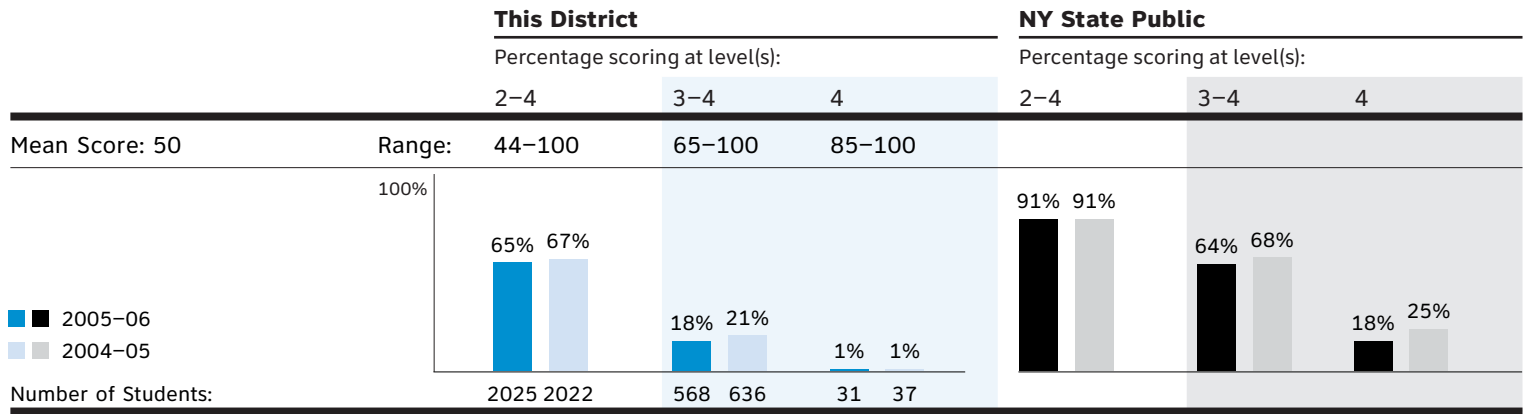 This District NY State Public
Percentage scoring at level(s): Percentage scoring at level(s):
2–4 3–4 4 2–4 3–4 4
Mean Score: 50 Range: 44–100 65–100 85–100
100%
91% 91%
65% 67% 64% 68%
18% 21% 18% 25%
1% 1%
2005–06
2004–05
Number of Students: 2025 2022 568 636 31 37